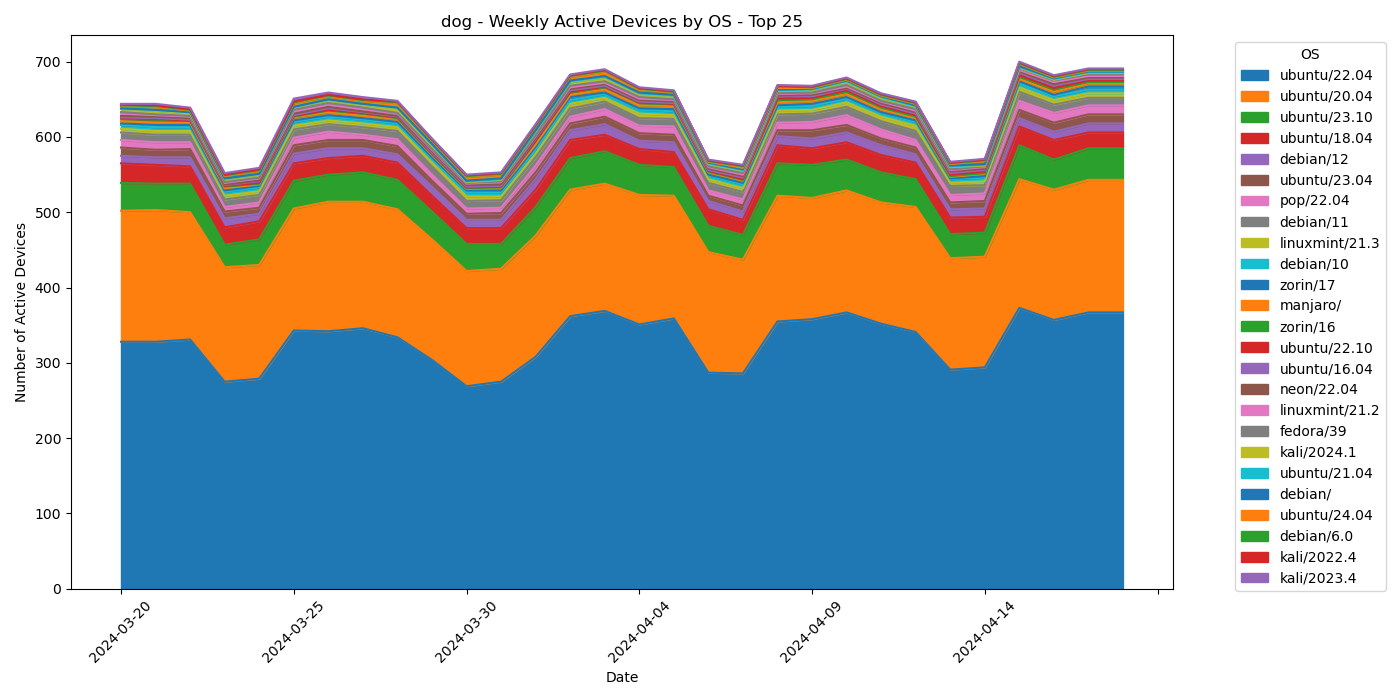 dog - Weekly Active Devices by OS - Top 25
Number of Active Devices
700
600
500
400
300
200
100
0
2024-03-20
2024-03-25
2024-03-30
2024-04-04
2024-04-09
2024-04-14
Date
OS
ubuntu/22.04
ubuntu/20.04
ubuntu/23.10
ubuntu/18.04
debian/12
ubuntu/23.04
pop/22.04
debian/11
linuxmint/21.3
debian/10
zorin/17
manjaro/
zorin/16
ubuntu/22.10
ubuntu/16.04
neon/22.04
linuxmint/21.2
fedora/39
kali/2024.1
ubuntu/21.04
debian/
ubuntu/24.04
debian/6.0
kali/2022.4
kali/2023.4